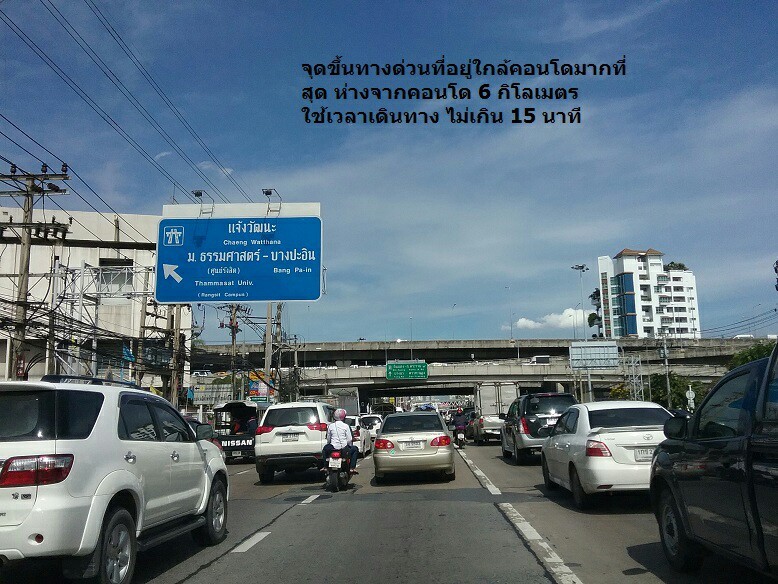 จุดขึ้นทางด่วนที่อยู่ใกล้คอนโดมากที่
สุด ห่างจากคอนโด 6 กิโลเมตร
ใช้เวลาเดินทาง ไม่เกิน 15 นาที
แจ้งวัฒนะ
Chaeng Watthana
ม. ธรรมศาสตร์ - บางปะอิน
(ศูนย์รังสิต) Bang Pa-in
Thammasat Univ.
(Rangsit Campus)
NISSAN